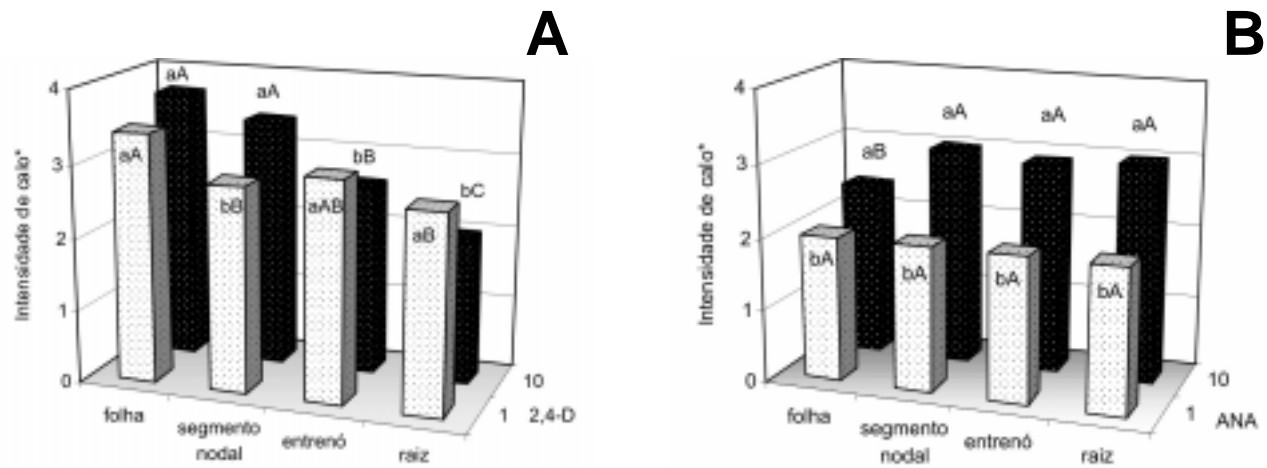 A
aA
aA
4
bB
aA
3
bC
bB
aAB
aB
2
1
0
Intensidade de calo*
10
1 2,4-D
folha
segmento
nodal
entrenó
raiz
B
4
aA
aA
aA
aB
3
2
bA
bA
bA
bA
1
0
Intensidade de calo*
10
1
ANA
folha
segmento
nodal
entrenó
raiz